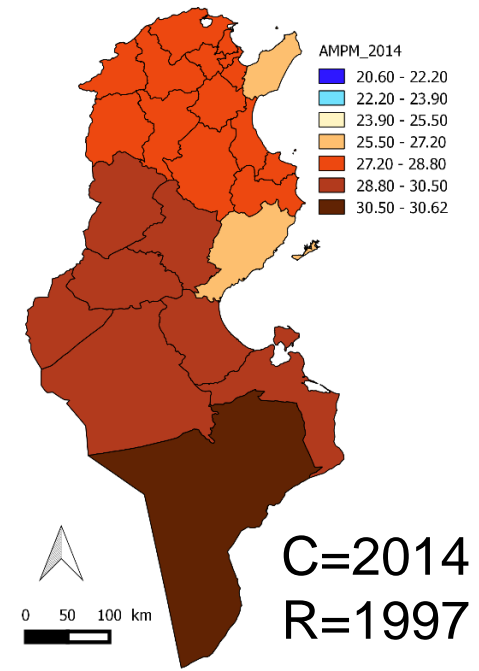 AMPM_2014
20.60 - 22.20
22.20 - 23.90
23.90 - 25.50
25.50 - 27.20
27.20 - 28.80
28.80 - 30.50
30.50 - 30.62
C=2014
R=1997
0 50 100 km